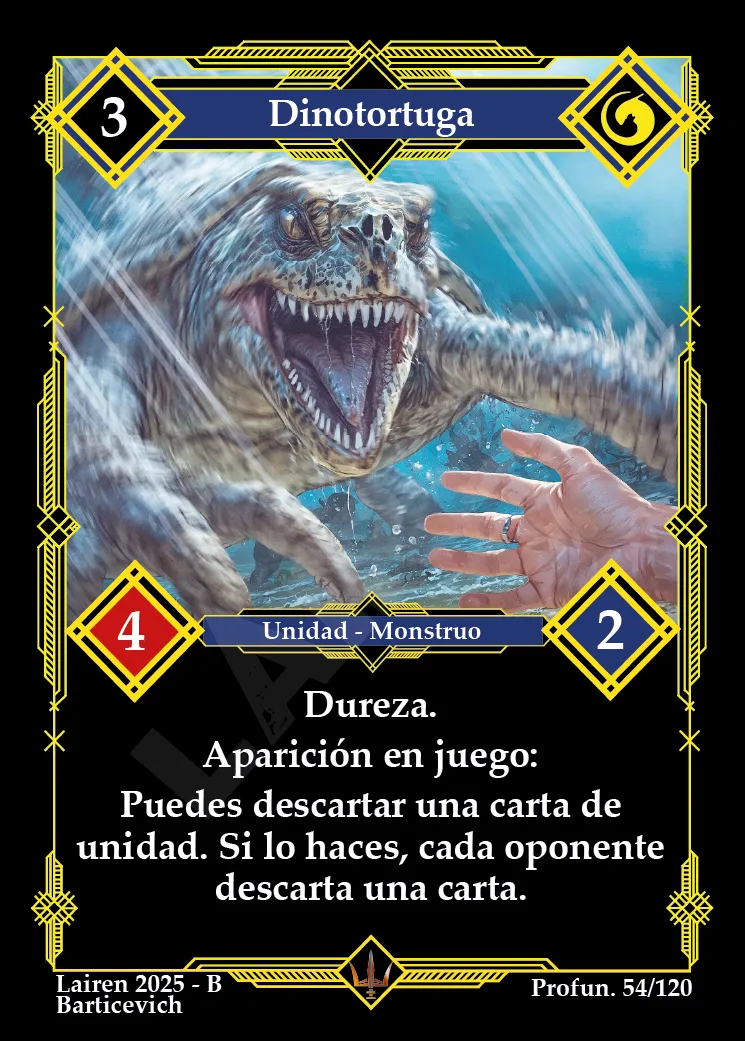 3
Dinotortuga
4
Unidad - Monstruo
2
Dureza.
Aparición en juego:
Puedes descartar una carta de
unidad. Si lo haces, cada oponente
descarta una carta.
Lairen 2025 - B
Barticevich
Profun. 54/120